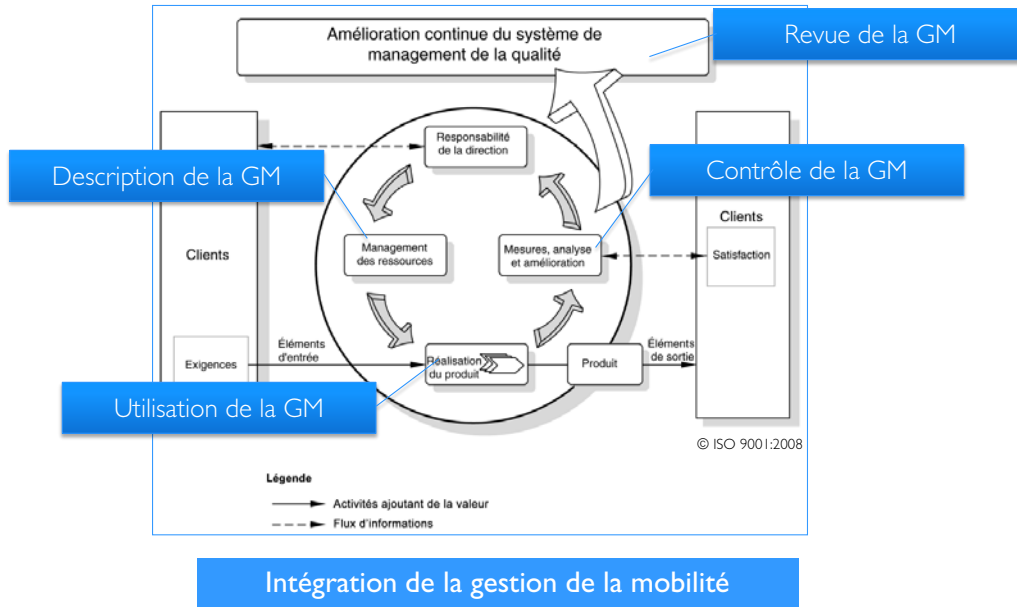 Amélioration continue du système de
management de la qualité
Revue de la GM
Responsabilité
de la direction
Description de la GM
Contrôle de la GM
Clients
Clients
Management
des ressources
Mesures, analyse
et amélioration
Satisfaction
Exigences
Éléments
d'entrée
Réalisation
du produit
Produit
Éléments
de sortie
Utilisation de la GM
© ISO 9001:2008
Légende
Activités ajoutant de la valeur
Flux d'informations
Intégration de la gestion de la mobilité